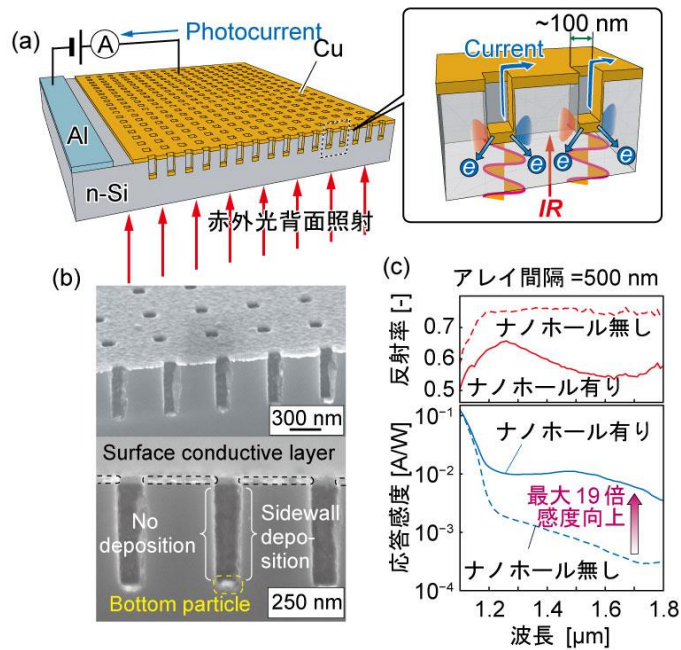 (a)
A
Photocurrent
Cu
Al
n-Si
赤外光背面照射
~100 nm
Current
e
e
e
e
IR
(b)
300 nm
Surface conductive layer
No
deposition
Sidewall
depo-
sition
Bottom particle
250 nm
(c)
アレイ間隔 =500 nm
反射率 [-]
0.7
0.6
0.5
ナノホール無し
ナノホール有り
応答感度 [A/W]
10⁻¹
10⁻²
10⁻³
10⁻⁴
ナノホール有り
最大 19 倍
感度向上
ナノホール無し
1.2
1.4
1.6
1.8
波長 [μm]